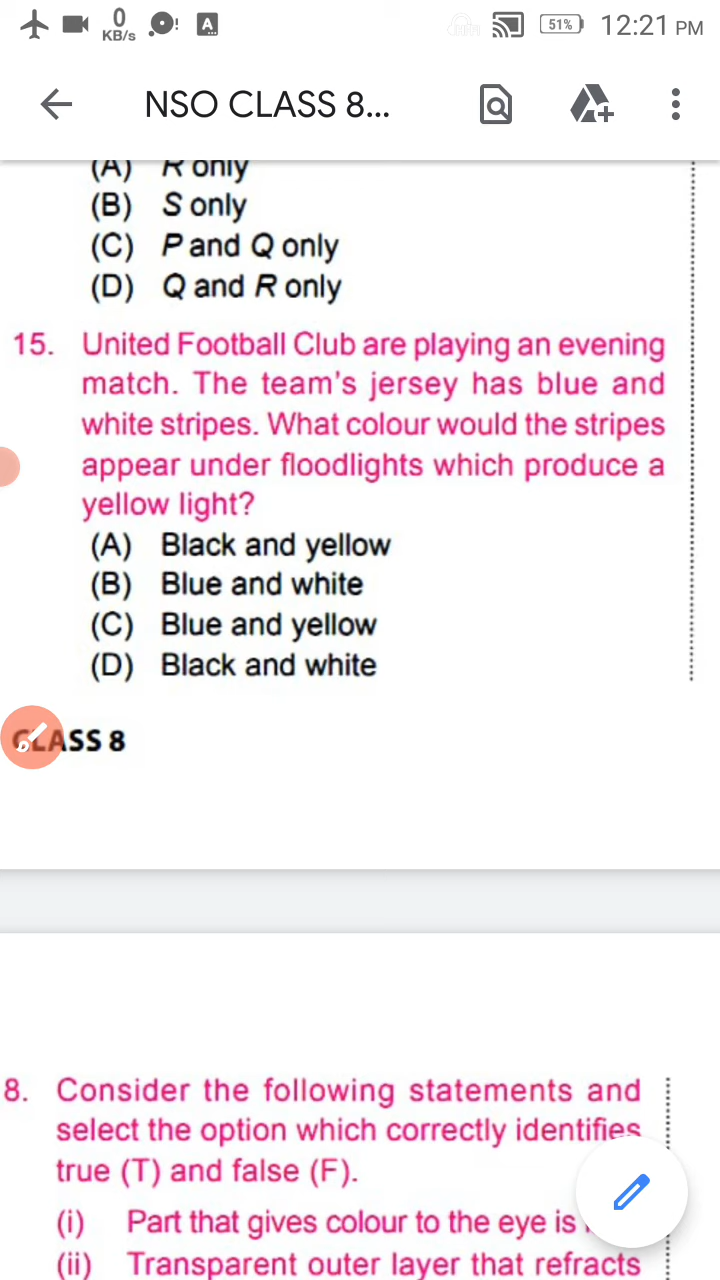 0
KB/s
A
51%
12:21 PM
NSO CLASS 8...
(A) R only
(B) S only
(C) P and Q only
(D) Q and R only
15. United Football Club are playing an evening
match. The team's jersey has blue and
white stripes. What colour would the stripes
appear under floodlights which produce a
yellow light?
(A) Black and yellow
(B) Blue and white
(C) Blue and yellow
(D) Black and white
CLASS 8
8. Consider the following statements and
select the option which correctly identifies
true (T) and false (F).
(i) Part that gives colour to the eye is
(ii) Transparent outer layer that refracts